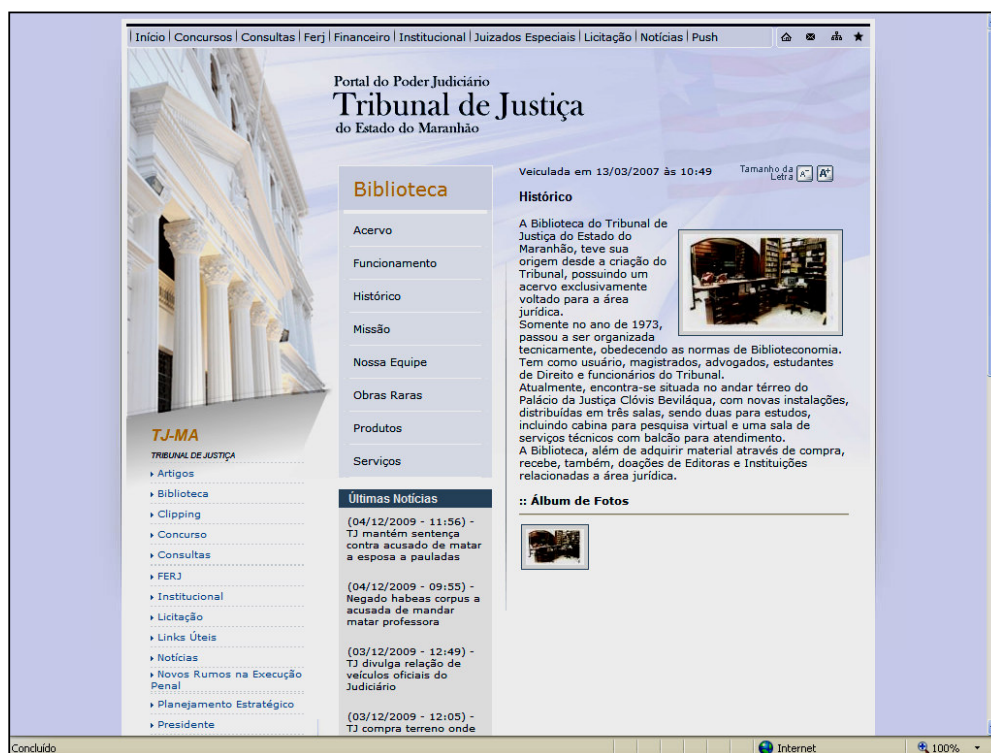 Início | Concursos | Consultas | Ferj | Financeiro | Institucional | Juizados Especiais | Licitação | Notícias | Push
Portal do Poder Judiciário
Tribunal de Justiça
do Estado do Maranhão
TJ-MA
TRIBUNAL DE JUSTIÇA
Artigos
Biblioteca
Clipping
Concurso
Consultas
FERJ
Institucional
Licitação
Links Úteis
Notícias
Novos Rumos na Execução
Penal
Planejamento Estratégico
Presidente
Biblioteca
Acervo
Funcionamento
Histórico
Missão
Nossa Equipe
Obras Raras
Produtos
Serviços
Últimas Notícias
(04/12/2009 - 11:56) -
TJ mantém sentença
contra acusado de matar
a esposa a pauladas
(04/12/2009 - 09:55) -
Negado habeas corpus a
acusada de mandar
matar professora
(03/12/2009 - 12:49) -
TJ divulga relação de
veículos oficiais do
Judiciário
(03/12/2009 - 12:05) -
TJ compra terreno onde
Veiculada em 13/03/2007 às 10:49
Tamanho da
Letra A- A+
Histórico
A Biblioteca do Tribunal de
Justiça do Estado do
Maranhão, teve sua
origem desde a criação do
Tribunal, possuindo um
acervo exclusivamente
voltado para a área
jurídica.
Somente no ano de 1973,
passou a ser organizada
tecnicamente, obedecendo as normas de Biblioteconomia.
Tem como usuário, magistrados, advogados, estudantes
de Direito e funcionários do Tribunal.
Atualmente, encontra-se situada no andar térreo do
Palácio da Justiça Clóvis Beviláqua, com novas instalações,
distribuídas em três salas, sendo duas para estudos,
incluindo cabina para pesquisa virtual e uma sala de
serviços técnicos com balcão para atendimento.
A Biblioteca, além de adquirir material através de compra,
recebe, também, doações de Editoras e Instituições
relacionadas a área jurídica.
:: Álbum de Fotos
Concluído
Internet
100%